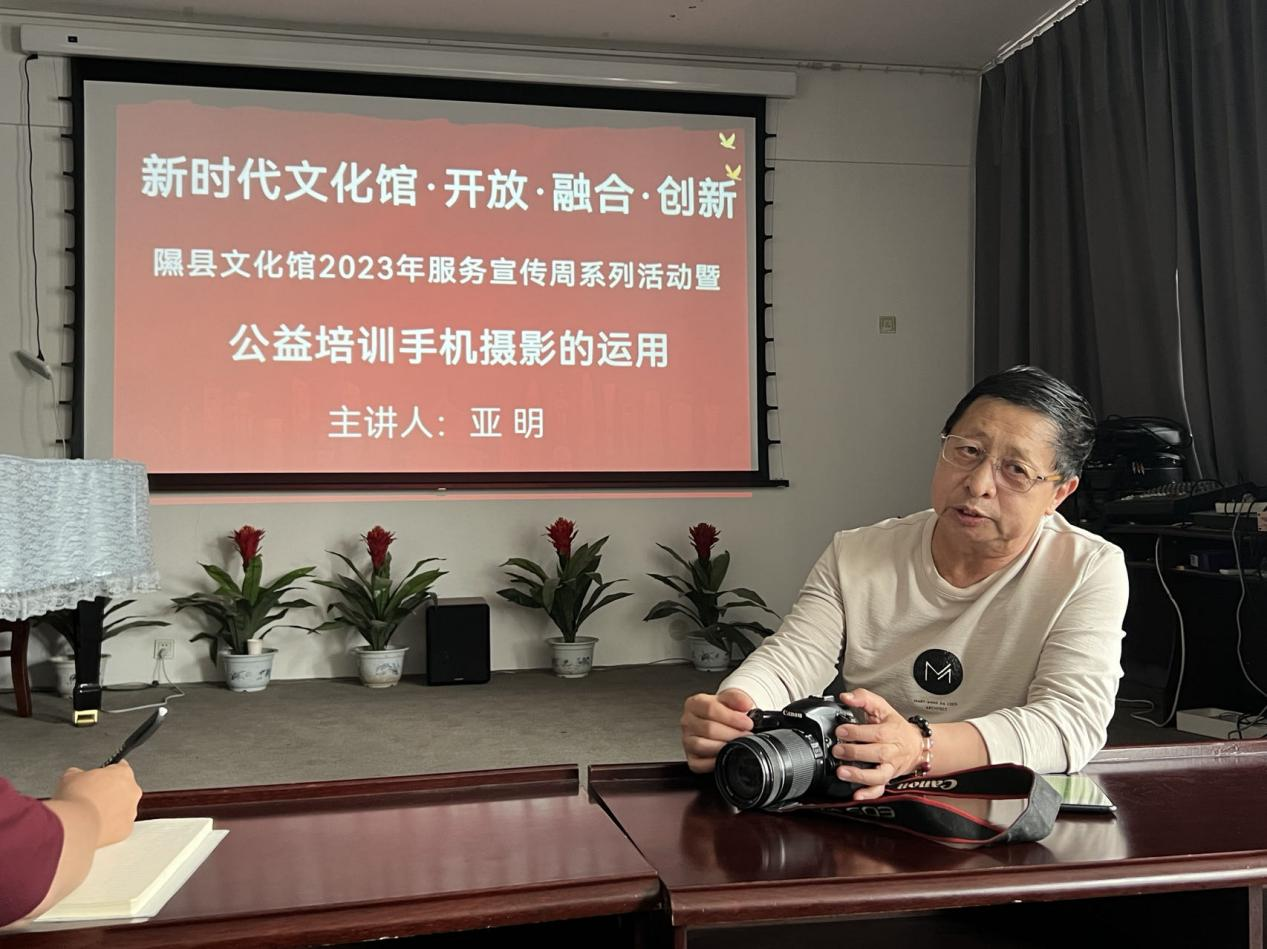 新时代文化馆·开放·融合·创新
隰县文化馆2023年服务宣传周系列活动暨
公益培训手机摄影的运用
主讲人：亚 明
Canon
Canon
EOS